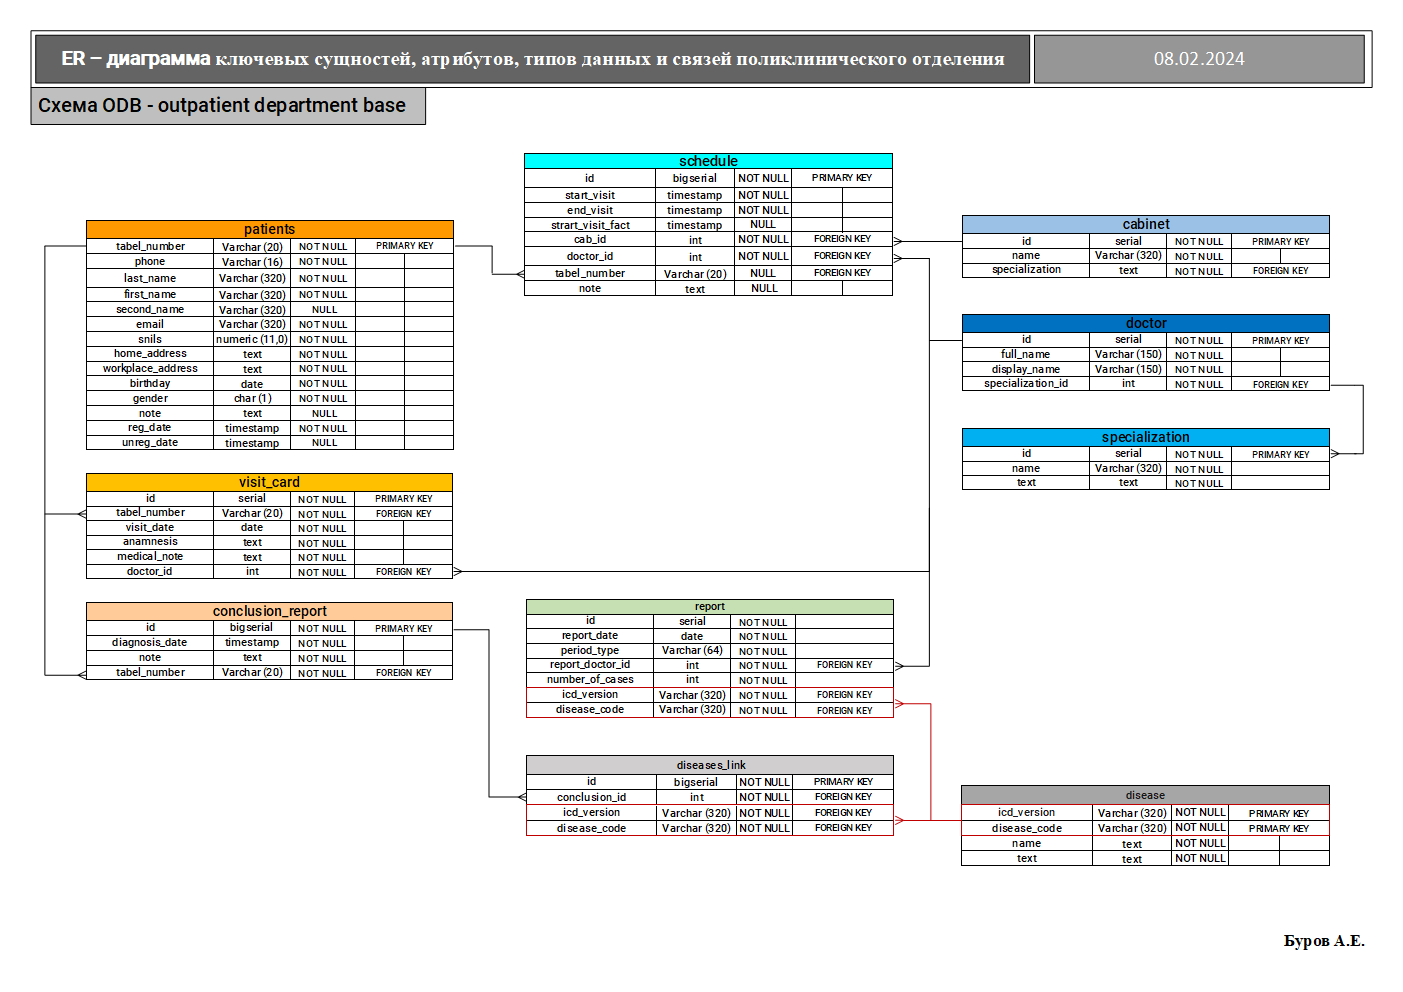 ER – диаграмма ключевых сущностей, атрибутов, типов данных и связей поликлинического отделения
08.02.2024
Схема ODB - outpatient department base
schedule
id bigserial NOT NULL PRIMARY KEY
start_visit timestamp NOT NULL
end_visit timestamp NOT NULL
strart_visit_fact timestamp NULL
cab_id int NOT NULL FOREIGN KEY
doctor_id int NOT NULL FOREIGN KEY
tabel_number Varchar (20) NULL FOREIGN KEY
note text NULL
patients
tabel_number Varchar (20) NOT NULL PRIMARY KEY
phone Varchar (16) NOT NULL
last_name Varchar (320) NOT NULL
first_name Varchar (320) NOT NULL
second_name Varchar (320) NULL
email Varchar (320) NOT NULL
snils numeric (11,0) NOT NULL
home_address text NOT NULL
workplace_address text NOT NULL
birthday date NOT NULL
gender char (1) NOT NULL
note text NULL
reg_date timestamp NOT NULL
unreg_date timestamp NULL
cabinet
id serial NOT NULL PRIMARY KEY
name Varchar (320) NOT NULL
specialization text NOT NULL FOREIGN KEY
doctor
id serial NOT NULL PRIMARY KEY
full_name Varchar (150) NOT NULL
display_name Varchar (150) NOT NULL
specialization_id int NOT NULL FOREIGN KEY
specialization
id serial NOT NULL PRIMARY KEY
name Varchar (320) NOT NULL
text text NOT NULL
visit_card
id serial NOT NULL PRIMARY KEY
tabel_number Varchar (20) NOT NULL FOREIGN KEY
visit_date date NOT NULL
anamnesis text NOT NULL
medical_note text NOT NULL
doctor_id int NOT NULL FOREIGN KEY
conclusion_report
id bigserial NOT NULL PRIMARY KEY
diagnosis_date timestamp NOT NULL
note text NOT NULL
tabel_number Varchar (20) NOT NULL FOREIGN KEY
report
id serial NOT NULL
report_date date NOT NULL
period_type Varchar (64) NOT NULL
report_doctor_id int NOT NULL FOREIGN KEY
number_of_cases int NOT NULL
icd_version Varchar (320) NOT NULL FOREIGN KEY
disease_code Varchar (320) NOT NULL FOREIGN KEY
diseases_link
id bigserial NOT NULL PRIMARY KEY
conclusion_id int NOT NULL FOREIGN KEY
icd_version Varchar (320) NOT NULL FOREIGN KEY
disease_code Varchar (320) NOT NULL FOREIGN KEY
disease
icd_version Varchar (320) NOT NULL PRIMARY KEY
disease_code Varchar (320) NOT NULL PRIMARY KEY
name text NOT NULL
text text NOT NULL
Буров А.Е.